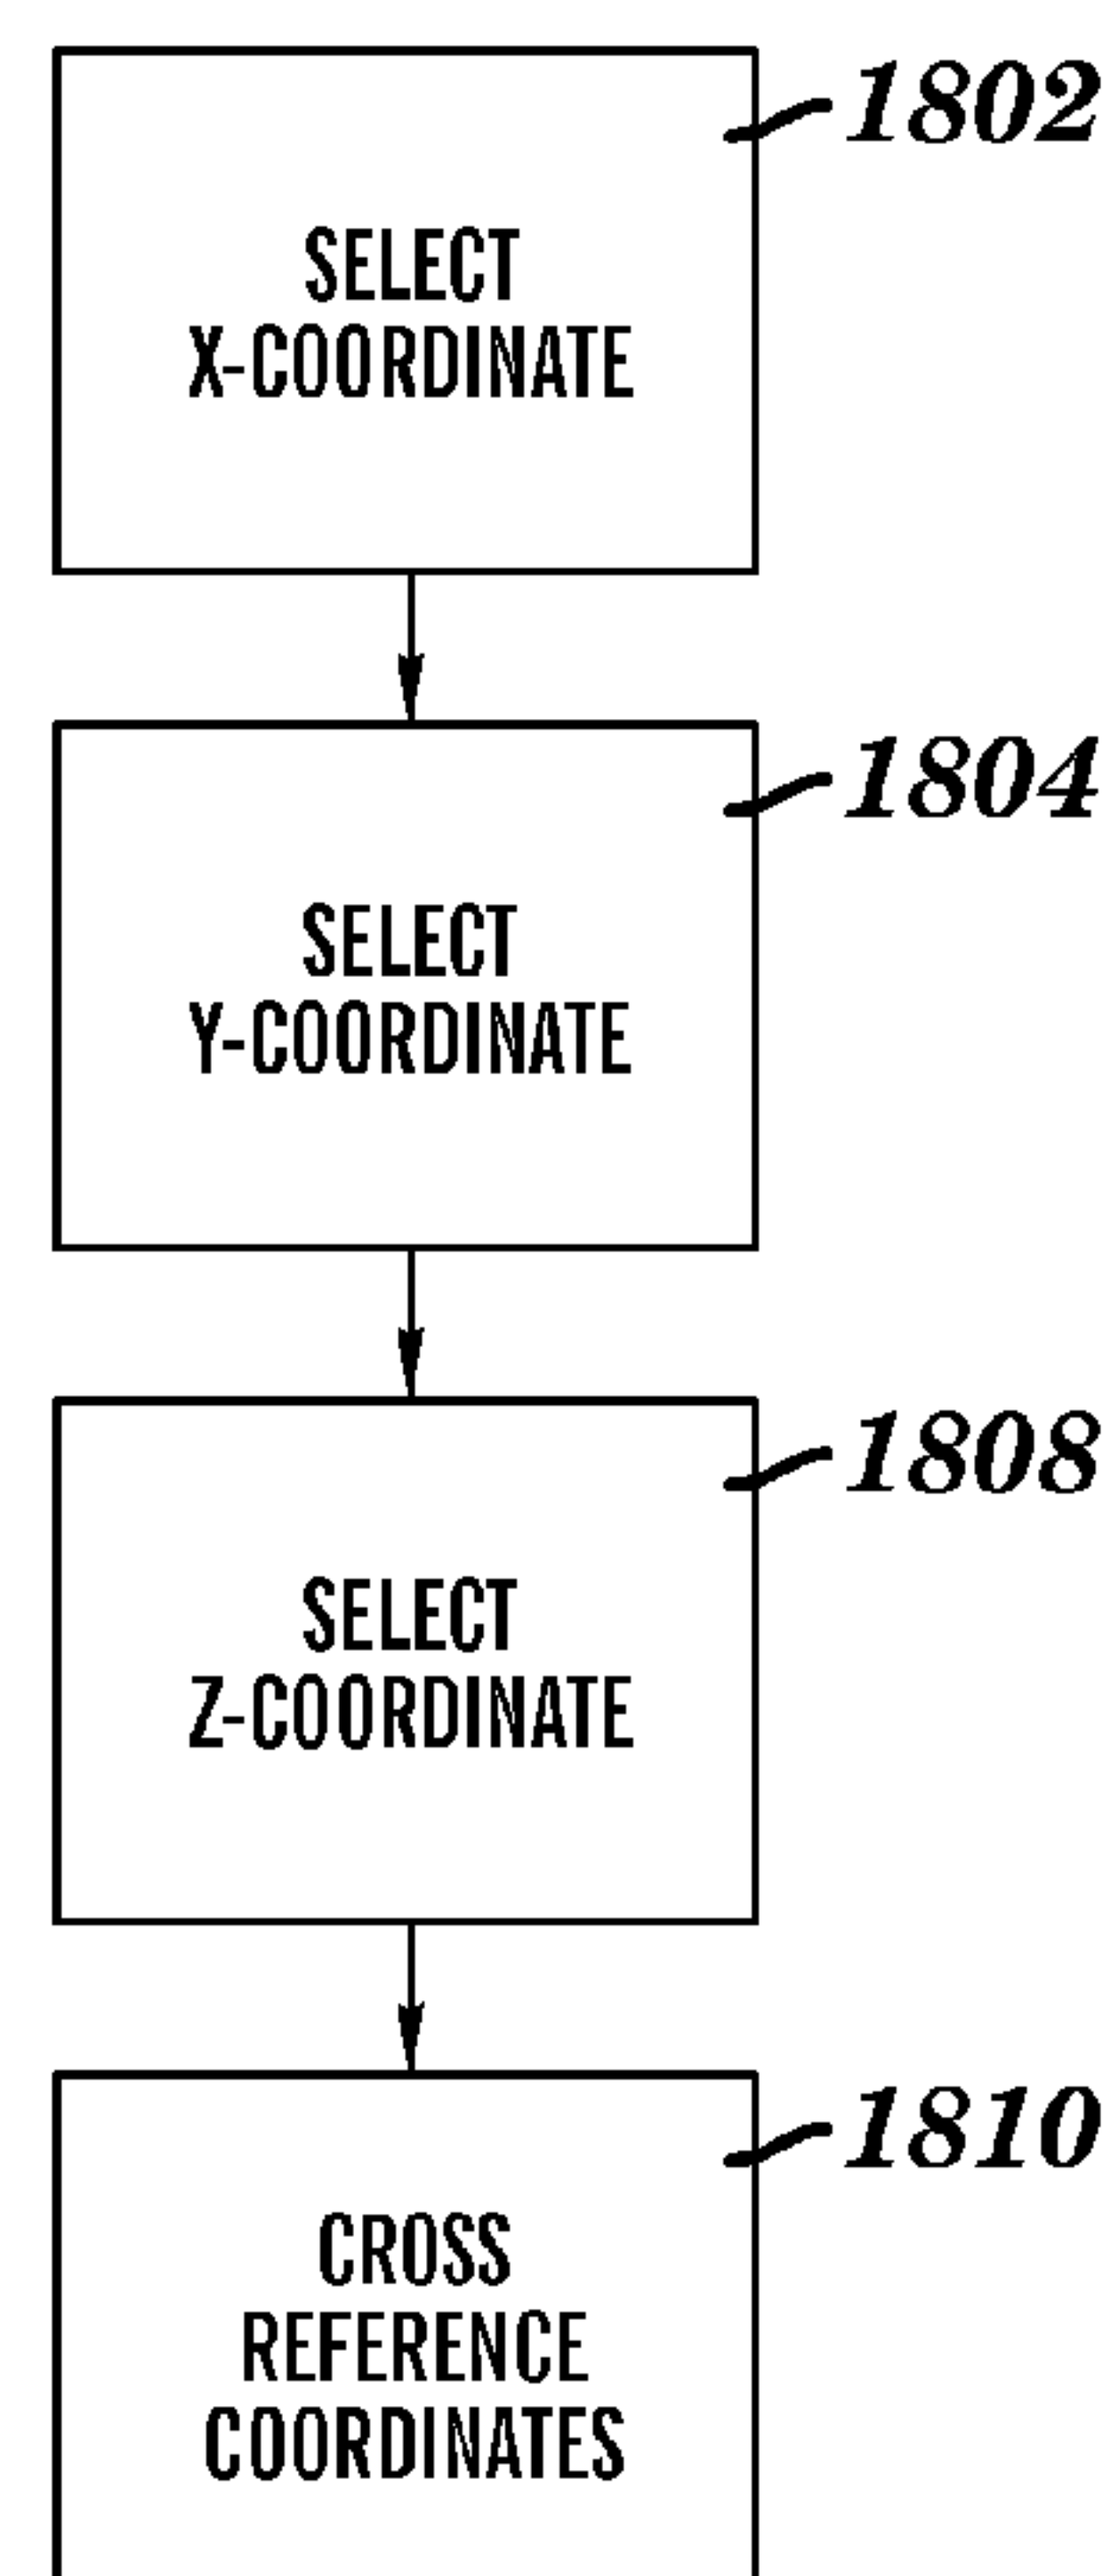 1802
SELECT
X-COORDINATE
1804
SELECT
Y-COORDINATE
1808
SELECT
Z-COORDINATE
1810
CROSS
REFERENCE
COORDINATES